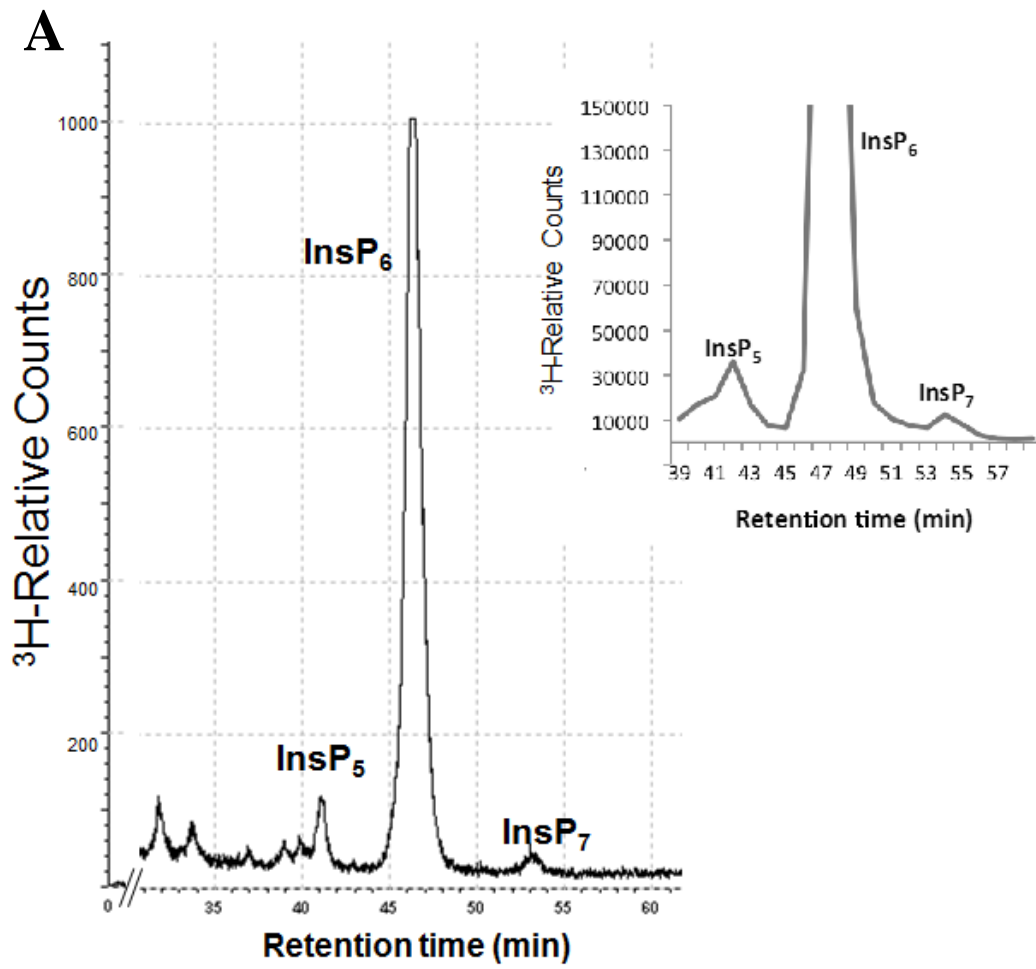 A
³H-Relative Counts
1000
800
600
400
200
InsP₆
InsP₅
InsP₇
0 35 40 45 50 55 60
Retention time (min)
³H-Relative Counts
150000
130000
110000
90000
70000
50000
30000
10000
InsP₆
InsP₅
InsP₇
39 41 43 45 47 49 51 53 55 57
Retention time (min)